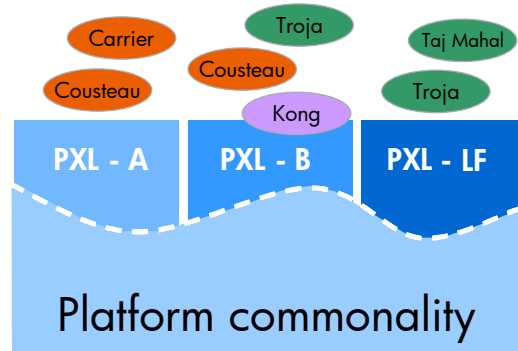 Carrier
Cousteau
Troja
Cousteau
Kong
Taj Mahal
Troja
PXL - A
PXL - B
PXL - LF
Platform commonality